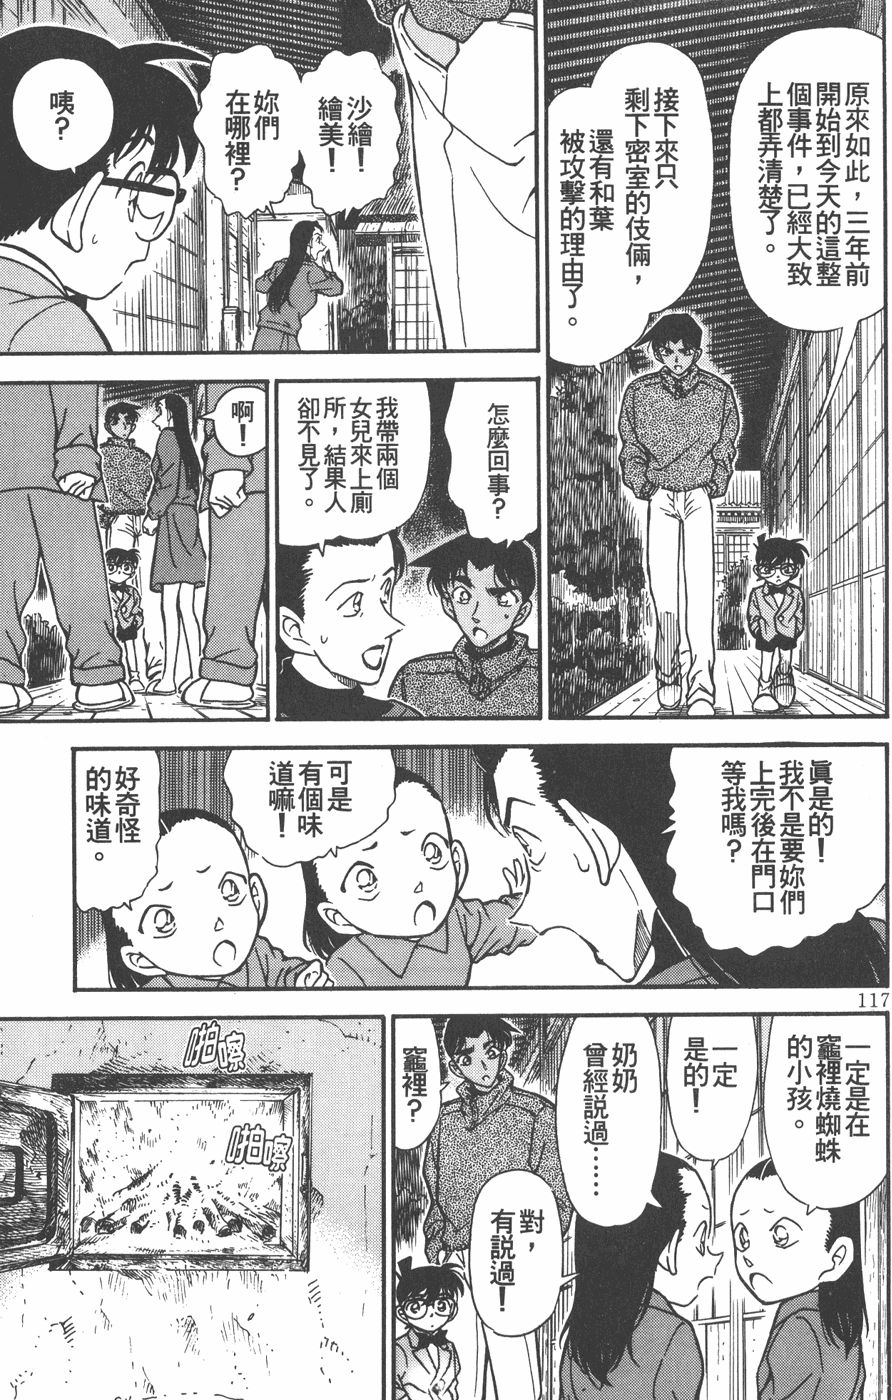 原來如此，三年前
開始到今天的這整
個事件，已經大致
上都弄清楚了。
接下來只
剩下密室的伎倆，
還有和葉
被攻擊的理由了。
沙繪！
繪美！
妳們
在哪裡？
咦？
怎麼回事？
我帶兩個
女兒來上廁
所，結果人
卻不見了。
啊！
眞是的！
我不是要妳們
上完後在門口
等我嗎？
可是
有個味
道嘛！
好奇怪
的味道。
117
一定是在
竈裡燒蜘蛛
的小孩。
一定
是的！
奶奶
曾經說過……
對，
有說過！
竈裡？
啪嚓
啪嚓